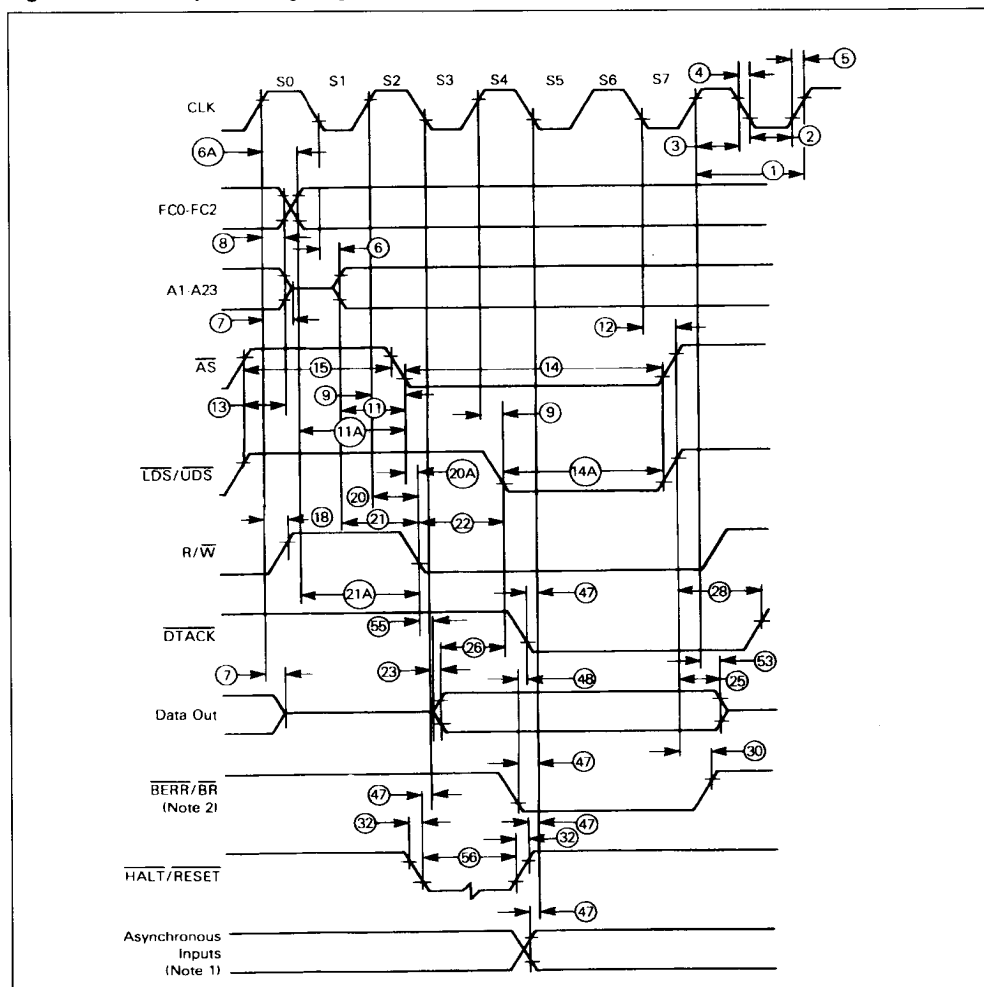 S0 S1 S2 S3 S4 S5 S6 S7 4 5
CLK
3 2
1
6A
FC0-FC2
8 6
A1-A23
7 12
AS 15 14
13 9 11 9
11A
LDS/UDS 20A 14A
20
18 21 22
R/W
21A 47 28
DTACK 55
26 53
7 23 48 25
Data Out
47 30
BERR/BR
(Note 2) 47 47
32 32
56
HALT/RESET
47
Asynchronous
Inputs
(Note 1)